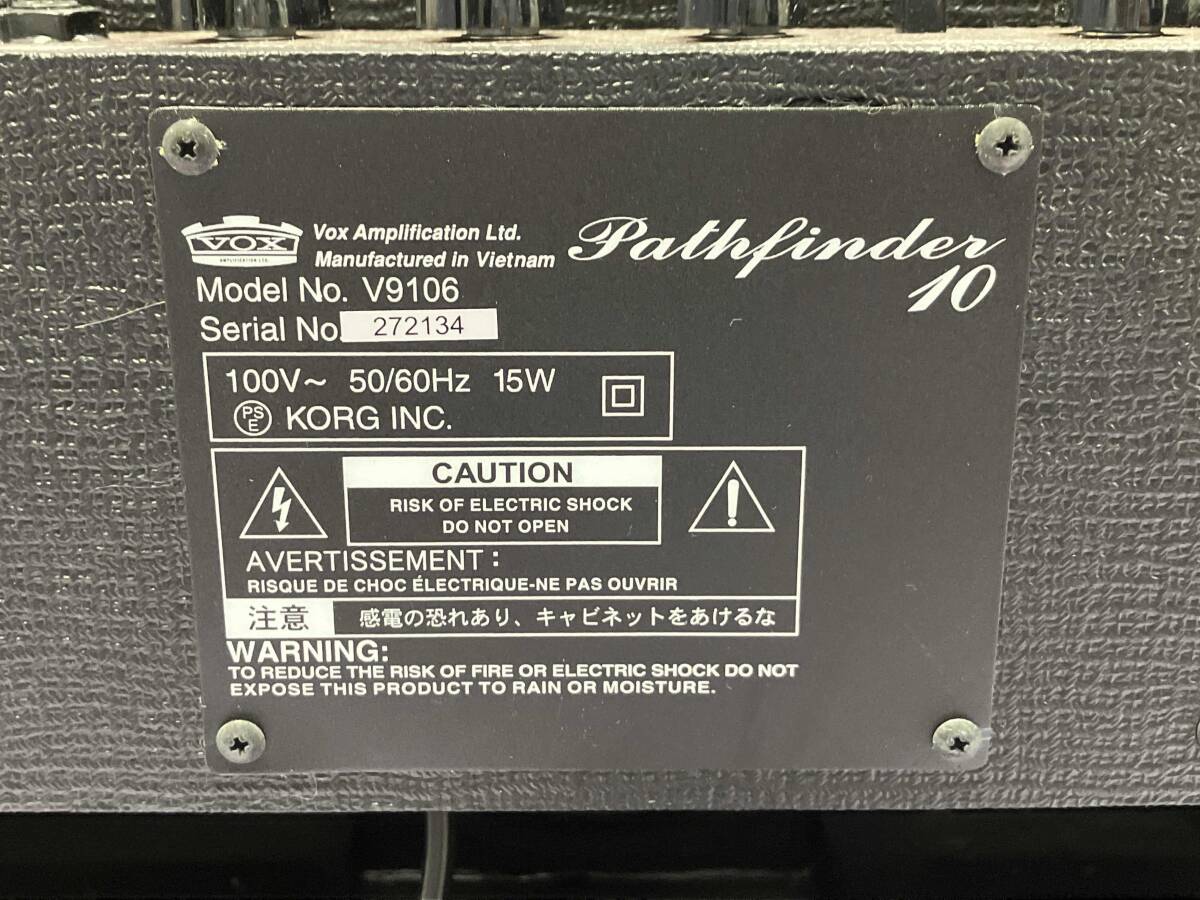 VOX
AMPLIFICATION LTD.
Vox Amplification Ltd.
Manufactured in Vietnam
Pathfinder
10
Model No. V9106
Serial No. 272134
100V~ 50/60Hz 15W
PSE KORG INC.
CAUTION
RISK OF ELECTRIC SHOCK
DO NOT OPEN
AVERTISSEMENT :
RISQUE DE CHOC ÉLECTRIQUE-NE PAS OUVRIR
注意 感電の恐れあり、キャビネットをあけるな
WARNING:
TO REDUCE THE RISK OF FIRE OR ELECTRIC SHOCK DO NOT
EXPOSE THIS PRODUCT TO RAIN OR MOISTURE.